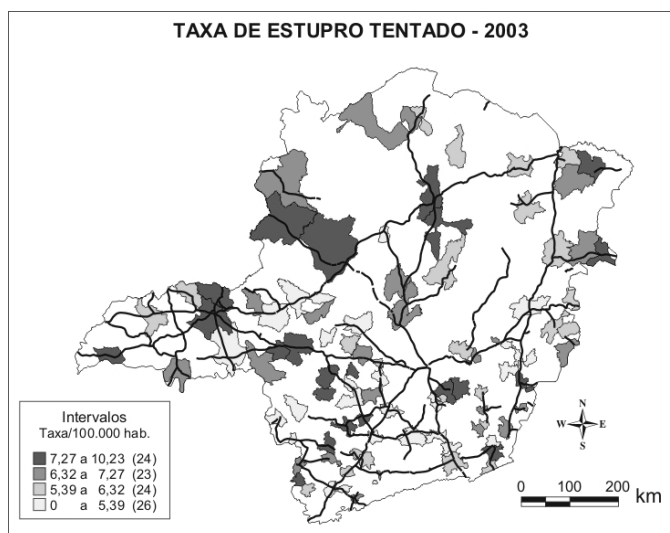 TAXA DE ESTUPRO TENTADO - 2003
Intervalos
Taxa/100.000 hab.
7,27 a 10,23 (24)
6,32 a 7,27 (23)
5,39 a 6,32 (24)
0 a 5,39 (26)
N
W E
S
0 100 200 km